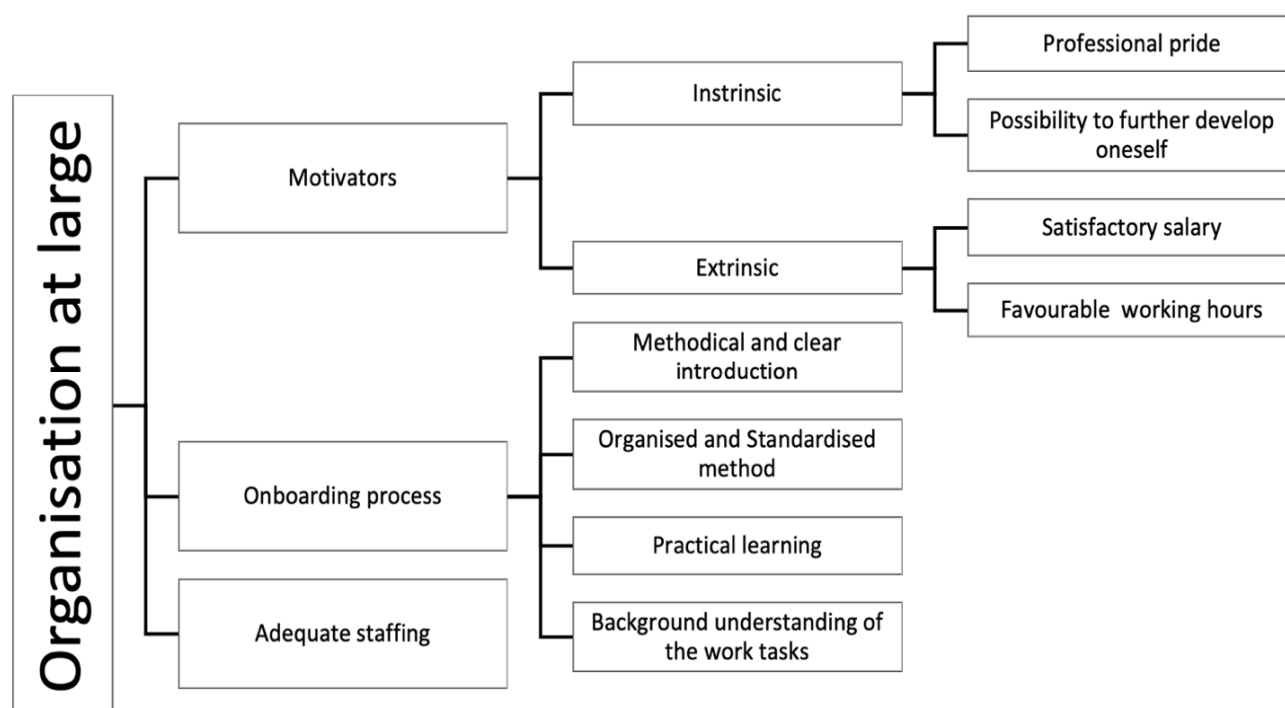 Organisation at large
Motivators
Instrinsic
Professional pride
Possibility to further develop
oneself
Extrinsic
Satisfactory salary
Favourable  working hours
Onboarding process
Methodical and clear
introduction
Organised and Standardised
method
Practical learning
Background understanding of
the work tasks
Adequate staffing